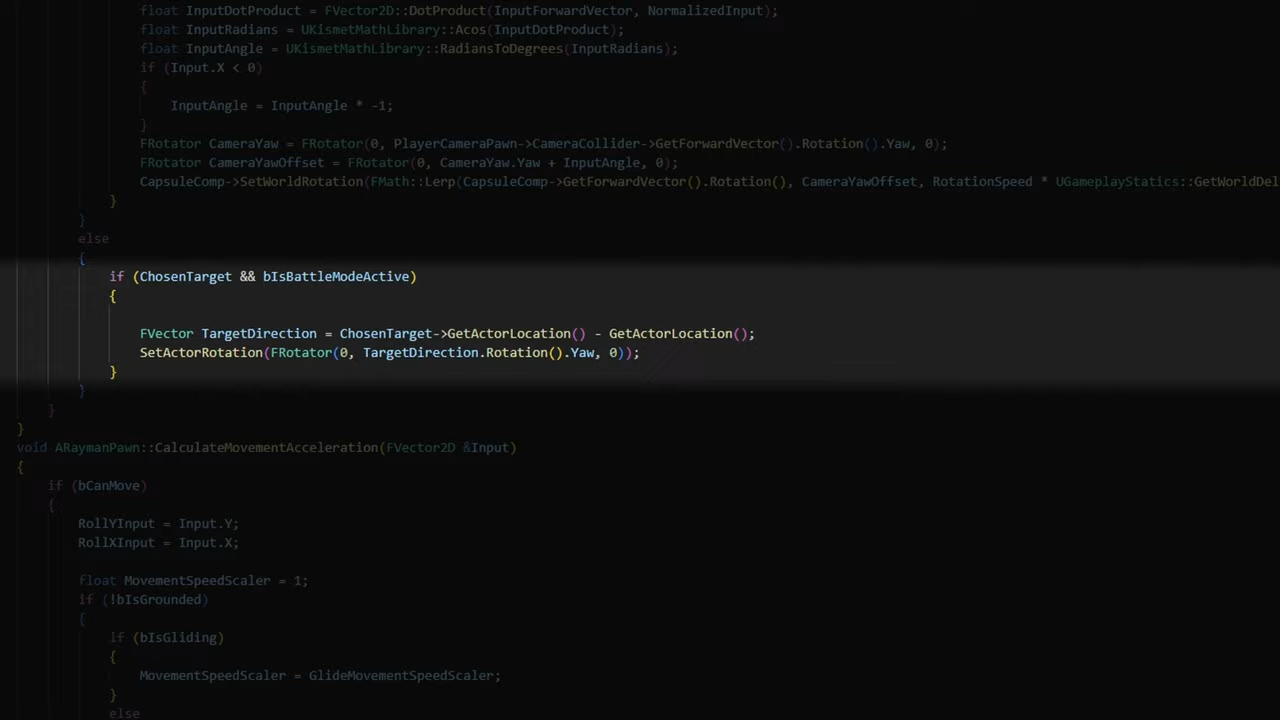 float InputDotProduct = FVector2D::DotProduct(InputForwardVector, NormalizedInput);
float InputRadians = UKismetMathLibrary::Acos(InputDotProduct);
float InputAngle = UKismetMathLibrary::RadiansToDegrees(InputRadians);
if (Input.X < 0)
{
InputAngle = InputAngle * -1;
}
FRotator CameraYaw = FRotator(0, PlayerCameraPawn->CameraCollider->GetForwardVector().Rotation().Yaw, 0);
FRotator CameraYawOffset = FRotator(0, CameraYaw.Yaw + InputAngle, 0);
CapsuleComp->SetWorldRotation(FMath::Lerp(CapsuleComp->GetForwardVector().Rotation(), CameraYawOffset, RotationSpeed * UGameplayStatics::GetWorldDel
}
}
else
{
if (ChosenTarget && bIsBattleModeActive)
{
FVector TargetDirection = ChosenTarget->GetActorLocation() - GetActorLocation();
SetActorRotation(FRotator(0, TargetDirection.Rotation().Yaw, 0));
}
}
}
}
void ARaymanPawn::CalculateMovementAcceleration(FVector2D &Input)
{
if (bCanMove)
{
RollYInput = Input.Y;
RollXInput = Input.X;
float MovementSpeedScaler = 1;
if (!bIsGrounded)
{
if (bIsGliding)
{
MovementSpeedScaler = GlideMovementSpeedScaler;
}
else